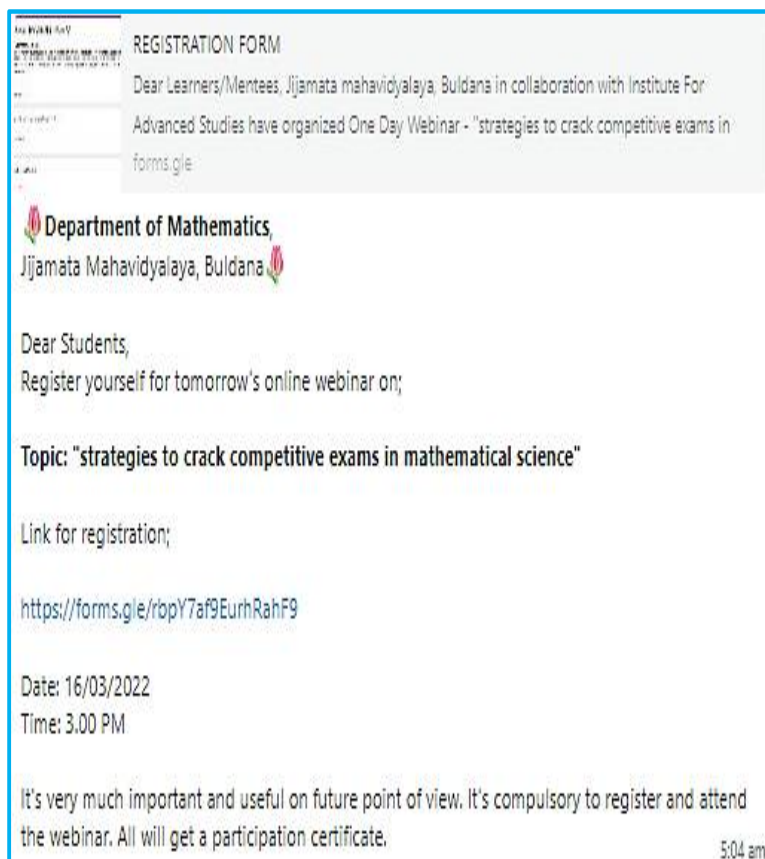 REGISTRATION FORM
Dear Learners/Mentees, Jijamata mahavidyalaya, Buldana in collaboration with Institute For
Advanced Studies have organized One Day Webinar - "strategies to crack competitive exams in
forms.gle
Department of Mathematics,
Jijamata Mahavidyalaya, Buldana
Dear Students,
Register yourself for tomorrow's online webinar on;
Topic: "strategies to crack competitive exams in mathematical science"
Link for registration;
https://forms.gle/rbpY7af9EurhRahF9
Date: 16/03/2022
Time: 3.00 PM
It's very much important and useful on future point of view. It's compulsory to register and attend
the webinar. All will get a participation certificate.
5:04 am